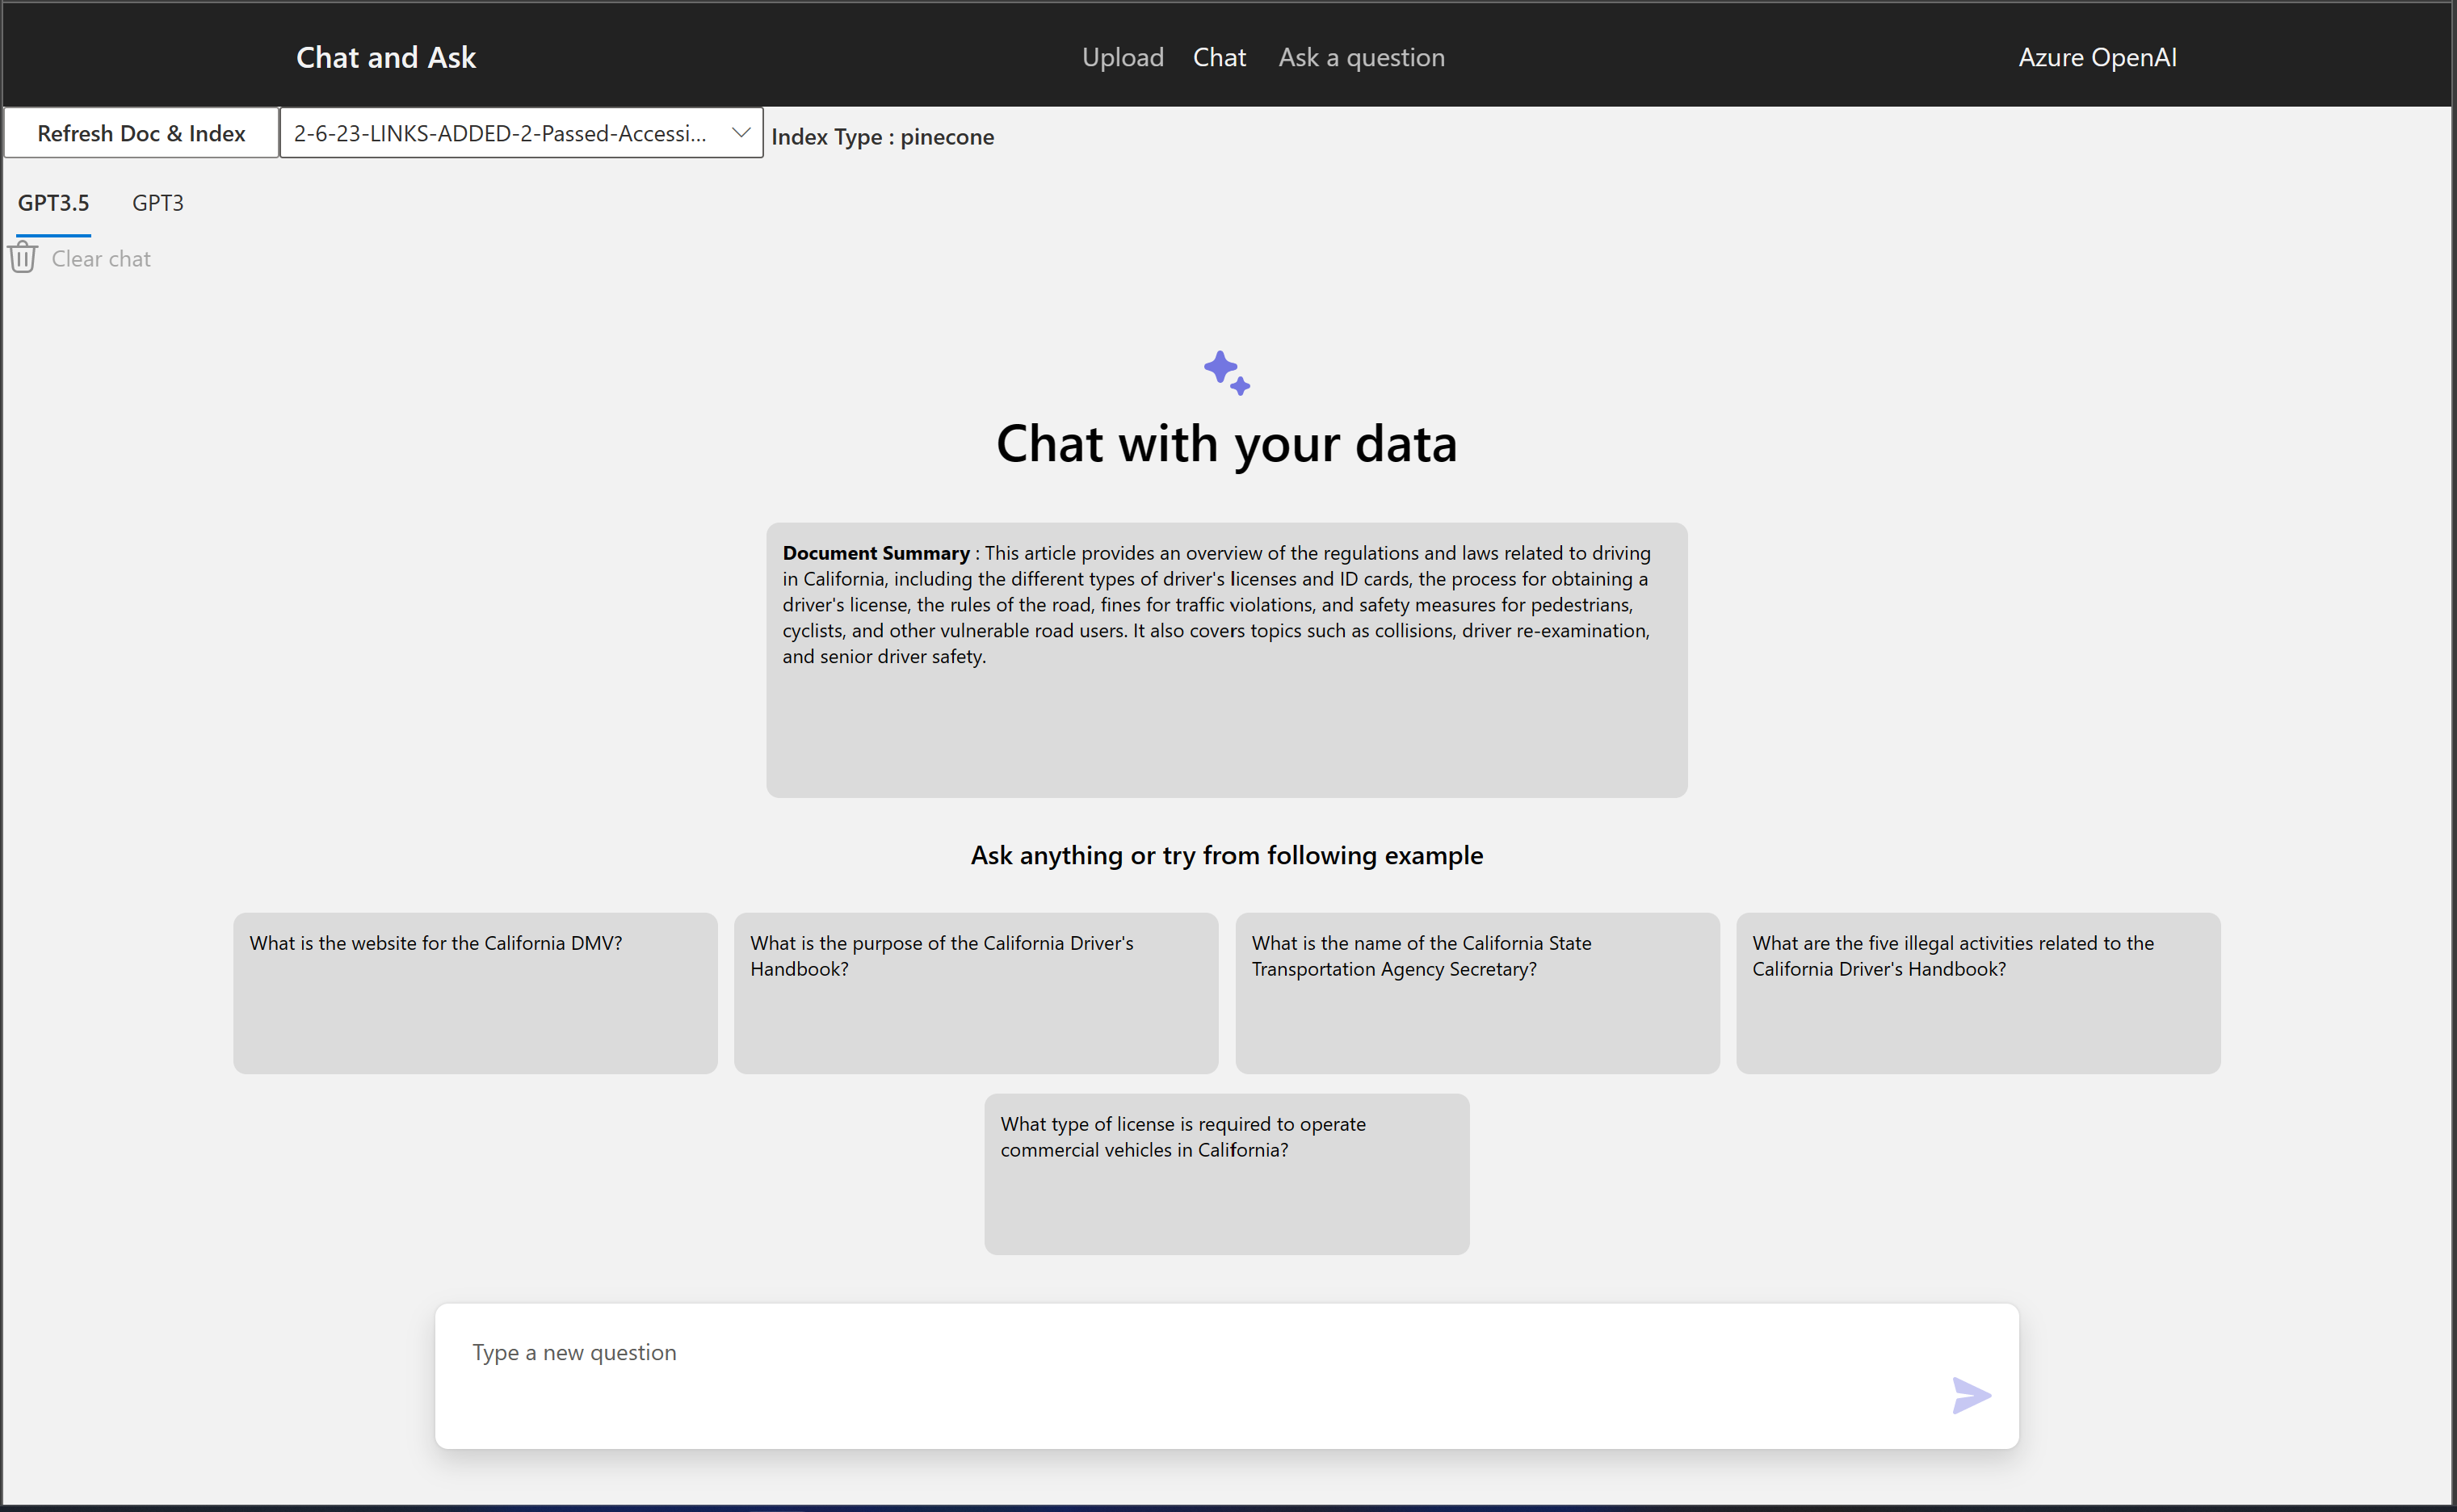 Chat and Ask
Upload
Chat
Ask a question
Azure OpenAI
Refresh Doc & Index
2-6-23-LINKS-ADDED-2-Passed-Accessi...
Index Type : pinecone
GPT3.5
GPT3
Clear chat
Chat with your data
Document Summary : This article provides an overview of the regulations and laws related to driving
in California, including the different types of driver's licenses and ID cards, the process for obtaining a
driver's license, the rules of the road, fines for traffic violations, and safety measures for pedestrians,
cyclists, and other vulnerable road users. It also covers topics such as collisions, driver re-examination,
and senior driver safety.
Ask anything or try from following example
What is the website for the California DMV?
What is the purpose of the California Driver's
Handbook?
What is the name of the California State
Transportation Agency Secretary?
What are the five illegal activities related to the
California Driver's Handbook?
What type of license is required to operate
commercial vehicles in California?
Type a new question